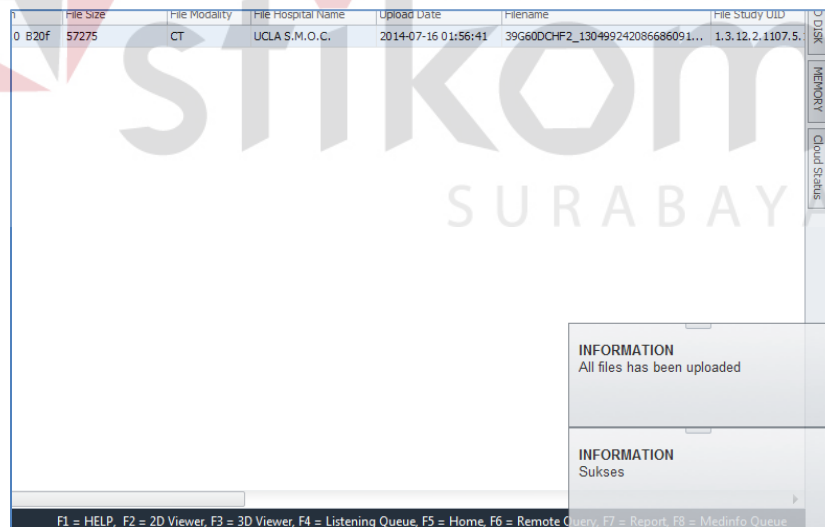 File Size File Modality File Hospital Name Upload Date Filename File Study UID
0 B20f 57275 CT UCLA S.M.O.C. 2014-07-16 01:56:41 39G60DCHF2_130499242086686091... 1.3.12.2.1107.5.
DISK
MEMORY
Cloud Status
stikom
SURABAYA
INFORMATION
All files has been uploaded
INFORMATION
Sukses
F1 = HELP, F2 = 2D Viewer, F3 = 3D Viewer, F4 = Listening Queue, F5 = Home, F6 = Remote Query, F7 = Report, F8 = Medinfo Queue